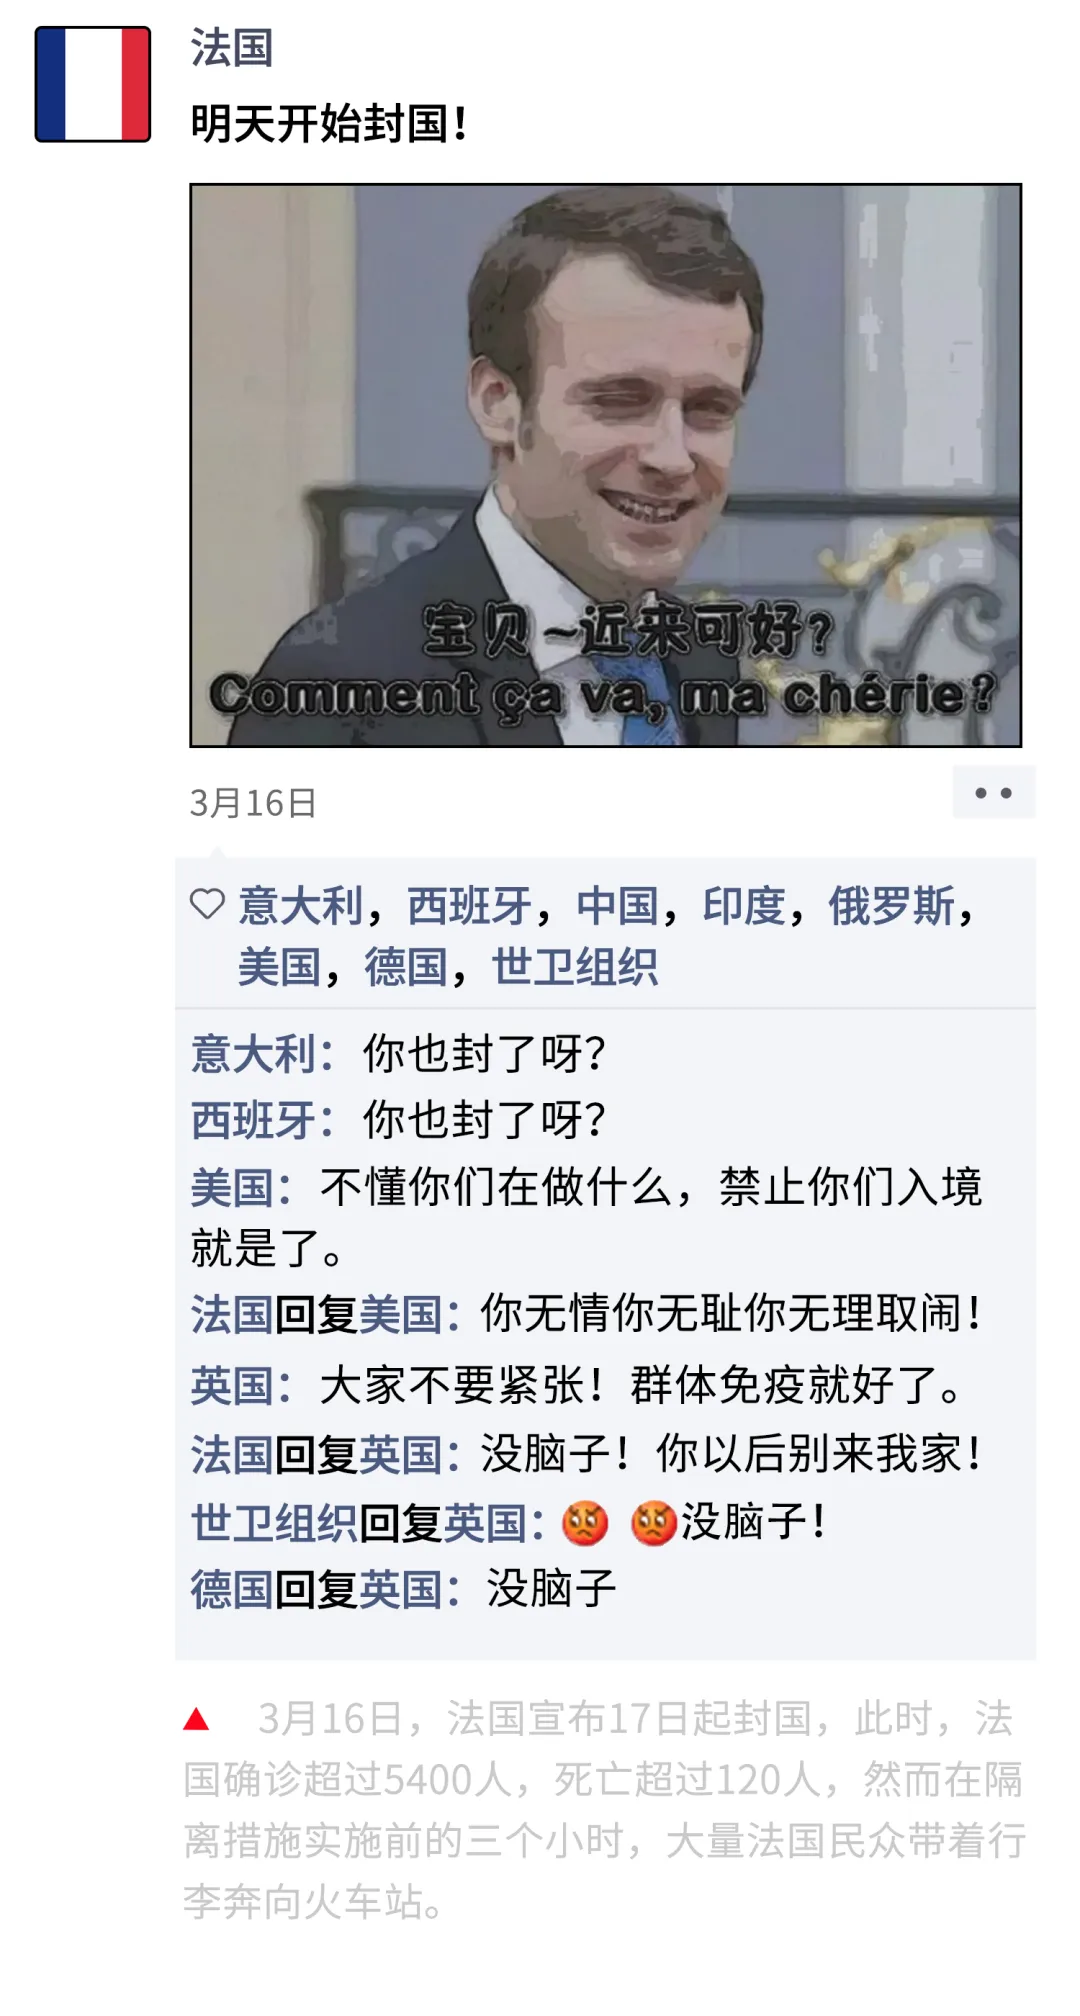 法国
明天开始封国！
宝贝~近来可好？
Comment ça va, ma chérie?
3月16日
意大利，西班牙，中国，印度，俄罗斯，
美国，德国，世卫组织
意大利：你也封了呀？
西班牙：你也封了呀？
美国：不懂你们在做什么，禁止你们入境
就是了。
法国回复美国：你无情你无耻你无理取闹！
英国：大家不要紧张！群体免疫就好了。
法国回复英国：没脑子！你以后别来我家！
世卫组织回复英国：😡 😡没脑子！
德国回复英国：没脑子
▲ 3月16日，法国宣布17日起封国，此时，法
国确诊超过5400人，死亡超过120人，然而在隔
离措施实施前的三个小时，大量法国民众带着行
李奔向火车站。